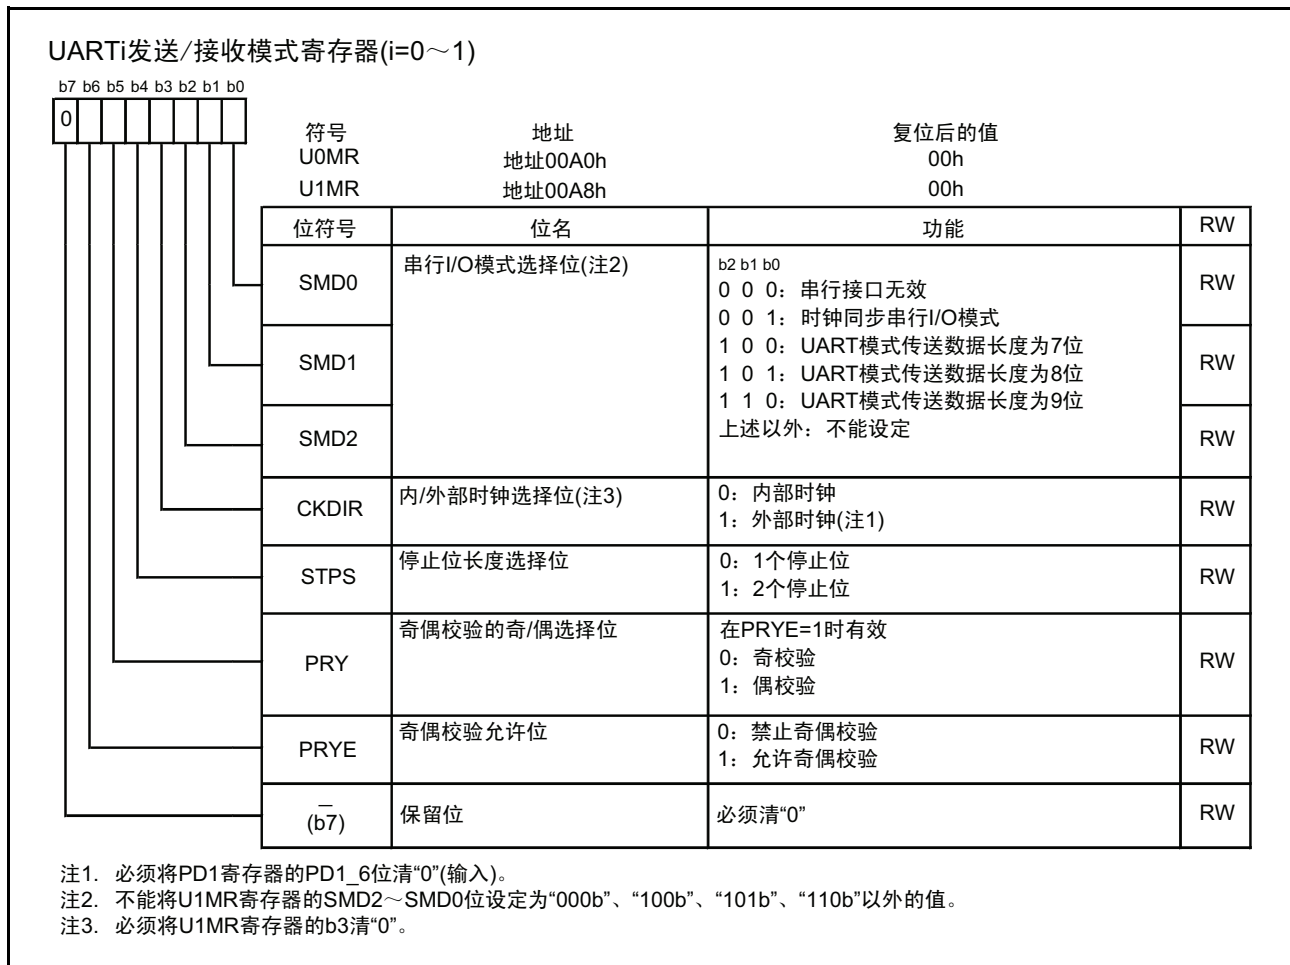 UARTi发送/接收模式寄存器(i=0～1)
b7 b6 b5 b4 b3 b2 b1 b0
0
符号 地址 复位后的值
U0MR 地址00A0h 00h
U1MR 地址00A8h 00h
位符号 位名 功能 RW
SMD0 串行I/O模式选择位(注2) RW
SMD1 RW
SMD2 RW
b2 b1 b0
0 0 0：串行接口无效
0 0 1：时钟同步串行I/O模式
1 0 0：UART模式传送数据长度为7位
1 0 1：UART模式传送数据长度为8位
1 1 0：UART模式传送数据长度为9位
上述以外：不能设定
CKDIR 内/外部时钟选择位(注3) RW
0：内部时钟
1：外部时钟(注1)
STPS 停止位长度选择位 RW
0：1个停止位
1：2个停止位
PRY 奇偶校验的奇/偶选择位 RW
在PRYE=1时有效
0：奇校验
1：偶校验
PRYE 奇偶校验允许位 RW
0：禁止奇偶校验
1：允许奇偶校验
—
(b7) 保留位 必须清“0” RW
注1. 必须将PD1寄存器的PD1_6位清“0”(输入)。
注2. 不能将U1MR寄存器的SMD2～SMD0位设定为“000b”、“100b”、“101b”、“110b”以外的值。
注3. 必须将U1MR寄存器的b3清“0”。